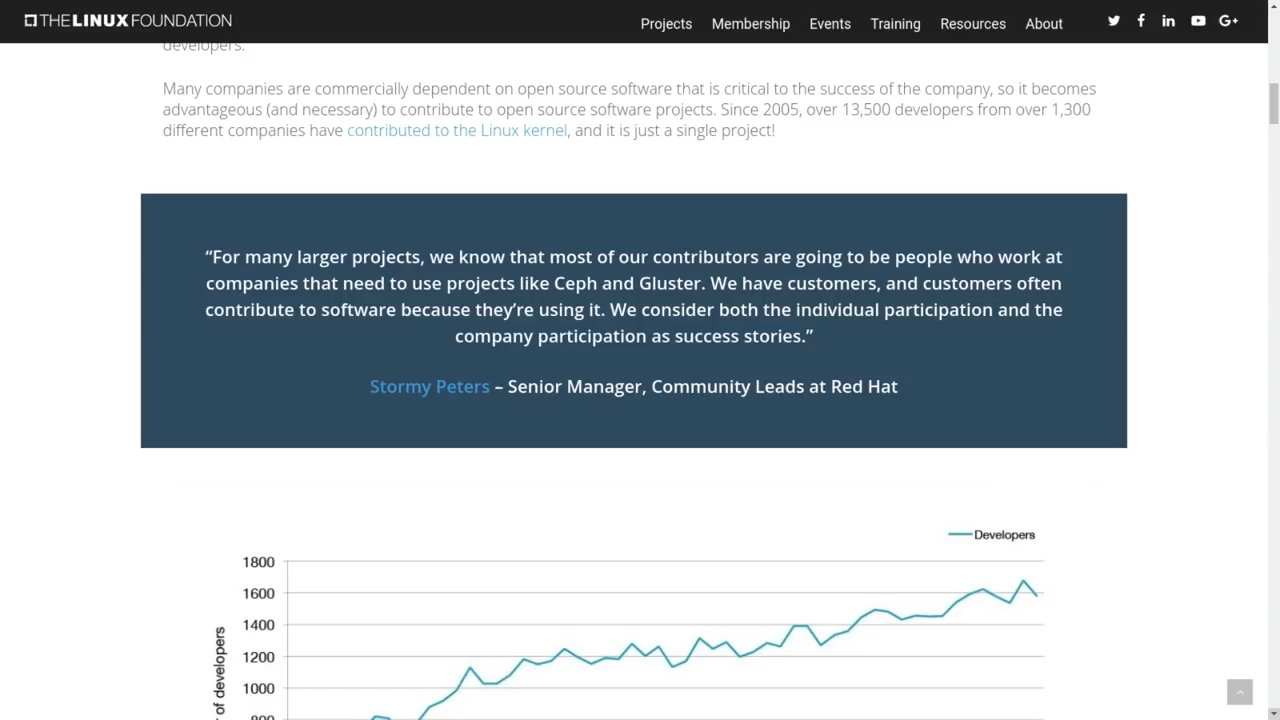 THE LINUX FOUNDATION
Projects Membership Events Training Resources About
developers.
Many companies are commercially dependent on open source software that is critical to the success of the company, so it becomes
advantageous (and necessary) to contribute to open source software projects. Since 2005, over 13,500 developers from over 1,300
different companies have contributed to the Linux kernel, and it is just a single project!
“For many larger projects, we know that most of our contributors are going to be people who work at
companies that need to use projects like Ceph and Gluster. We have customers, and customers often
contribute to software because they’re using it. We consider both the individual participation and the
company participation as success stories.”
Stormy Peters – Senior Manager, Community Leads at Red Hat
Developers
1800
1600
1400
1200
1000
800
of developers